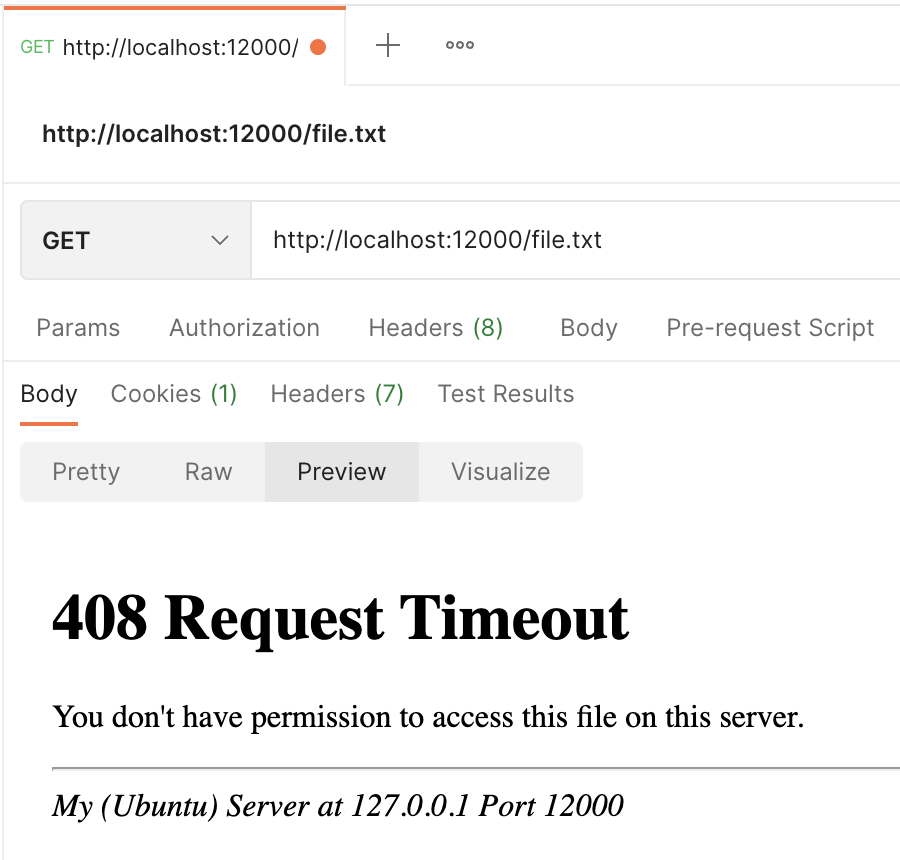 GET http://localhost:12000/
http://localhost:12000/file.txt
GET http://localhost:12000/file.txt
Params Authorization Headers (8) Body Pre-request Script
Body Cookies (1) Headers (7) Test Results
Pretty Raw Preview Visualize
408 Request Timeout
You don't have permission to access this file on this server.
My (Ubuntu) Server at 127.0.0.1 Port 12000